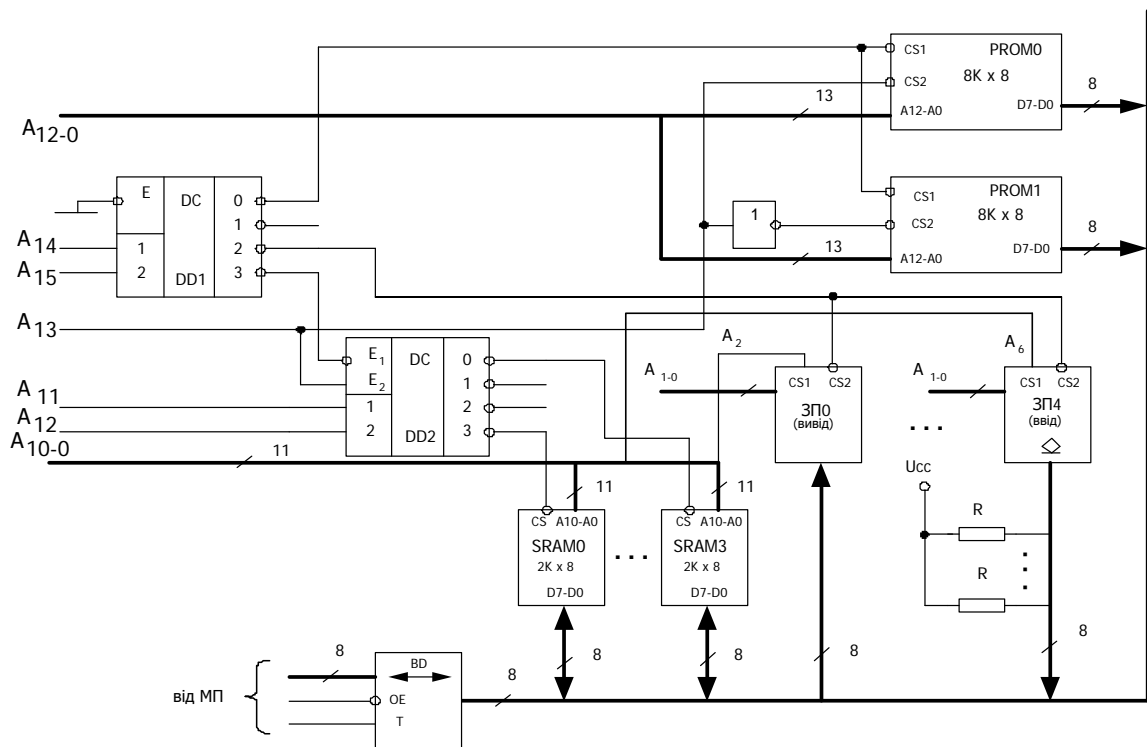 CS1 PROM0
8K x 8
CS2
A12-A0
D7-D0
13
8
A12-0
E DC 0
1
2
3
1
2
DD1
A14
A15
A13
1
CS1 PROM1
8K x 8
CS2
A12-A0
D7-D0
13
8
E1 DC 0
E2 1
1 2
2 DD2 3
A11
A12
A10-0
11
A2
A1-0
CS1 CS2
ЗП0
(вивід)
...
A6
A1-0
CS1 CS2
ЗП4
(ввід)
Ucc
R
R
11
11
CS A10-A0
SRAM0
2K x 8
D7-D0
...
CS A10-A0
SRAM3
2K x 8
D7-D0
8
8
8
8
від МП
8
BD
OE
T
8